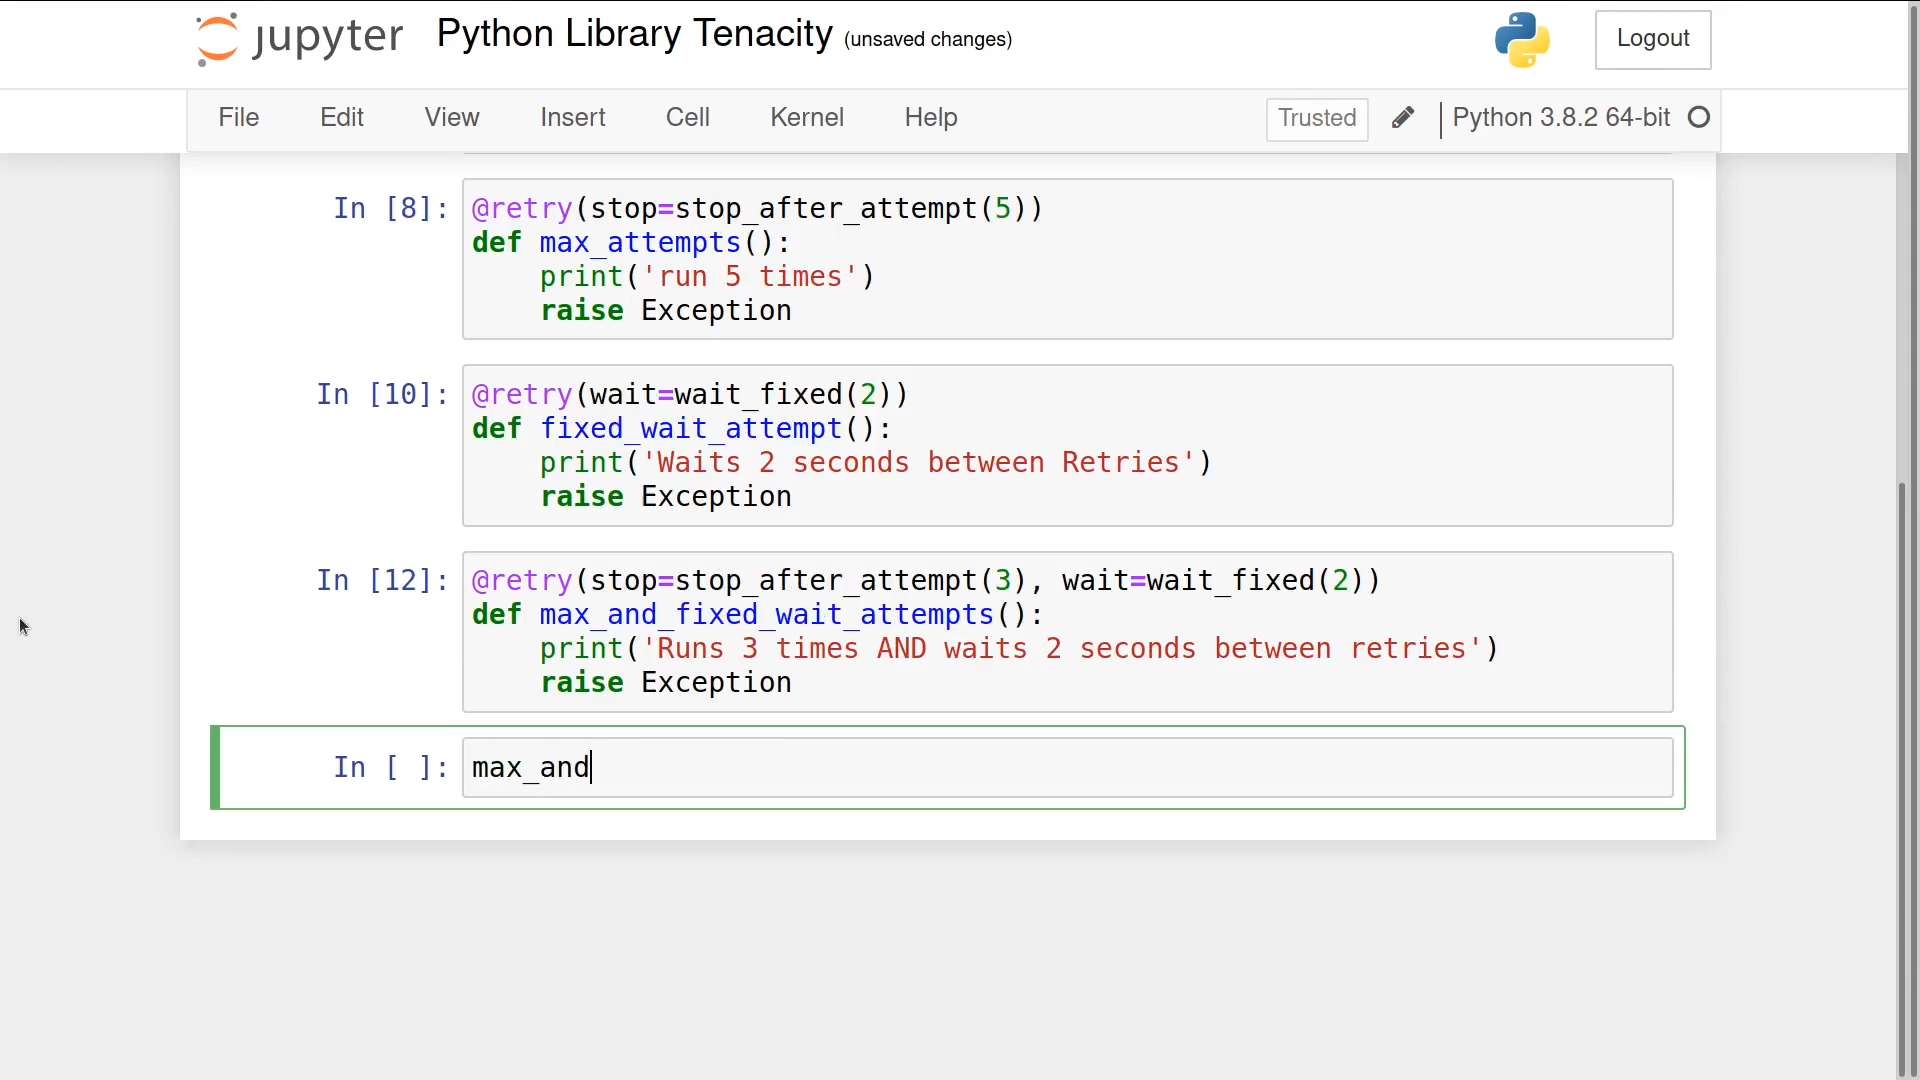 jupyter Python Library Tenacity (unsaved changes) Logout
File Edit View Insert Cell Kernel Help Trusted Python 3.8.2 64-bit
In [8]: @retry(stop=stop_after_attempt(5))
def max_attempts():
    print('run 5 times')
    raise Exception
In [10]: @retry(wait=wait_fixed(2))
def fixed_wait_attempt():
    print('Waits 2 seconds between Retries')
    raise Exception
In [12]: @retry(stop=stop_after_attempt(3), wait=wait_fixed(2))
def max_and_fixed_wait_attempts():
    print('Runs 3 times AND waits 2 seconds between retries')
    raise Exception
In [ ]: max_and